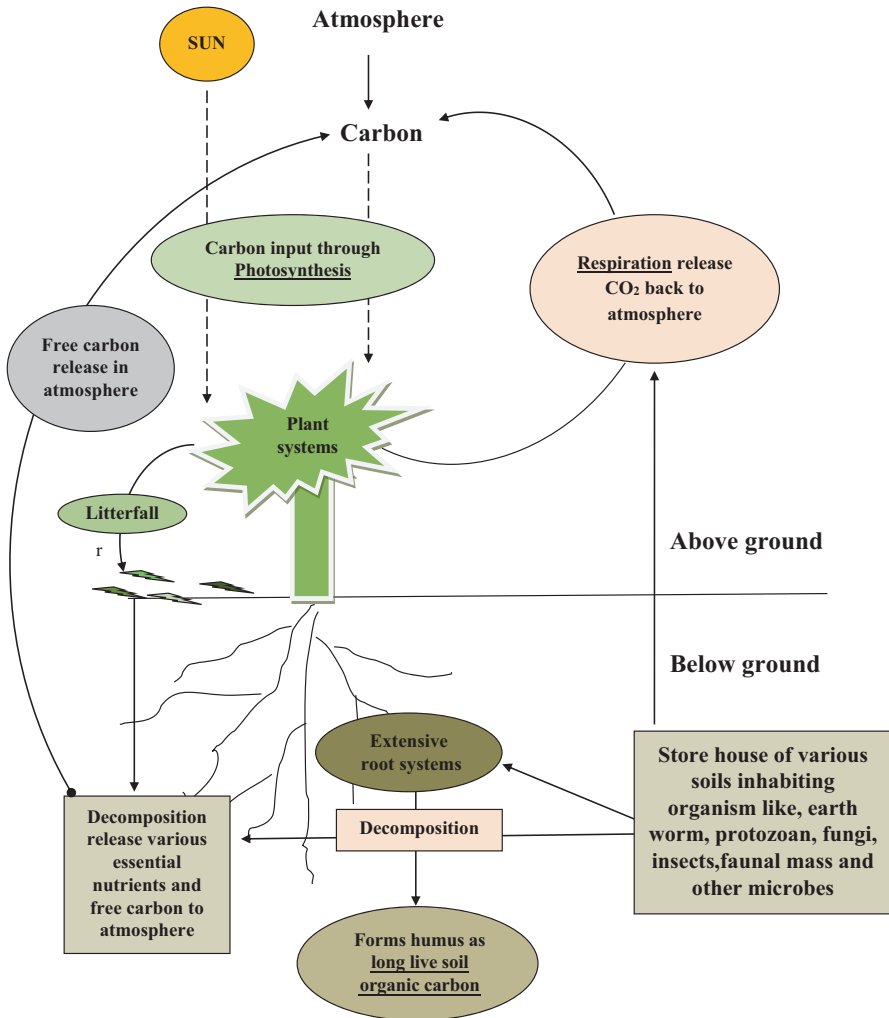 Atmosphere
SUN
Carbon
Carbon input through
Photosynthesis
Respiration release
CO₂ back to
atmosphere
Free carbon
release in
atmosphere
Plant
systems
Litterfall
r
Above ground
Below ground
Extensive
root systems
Store house of various
soils inhabiting
organism like, earth
worm, protozoan, fungi,
insects,faunal mass and
other microbes
Decomposition
release various
essential
nutrients and
free carbon to
atmosphere
Decomposition
Forms humus as
long live soil
organic carbon